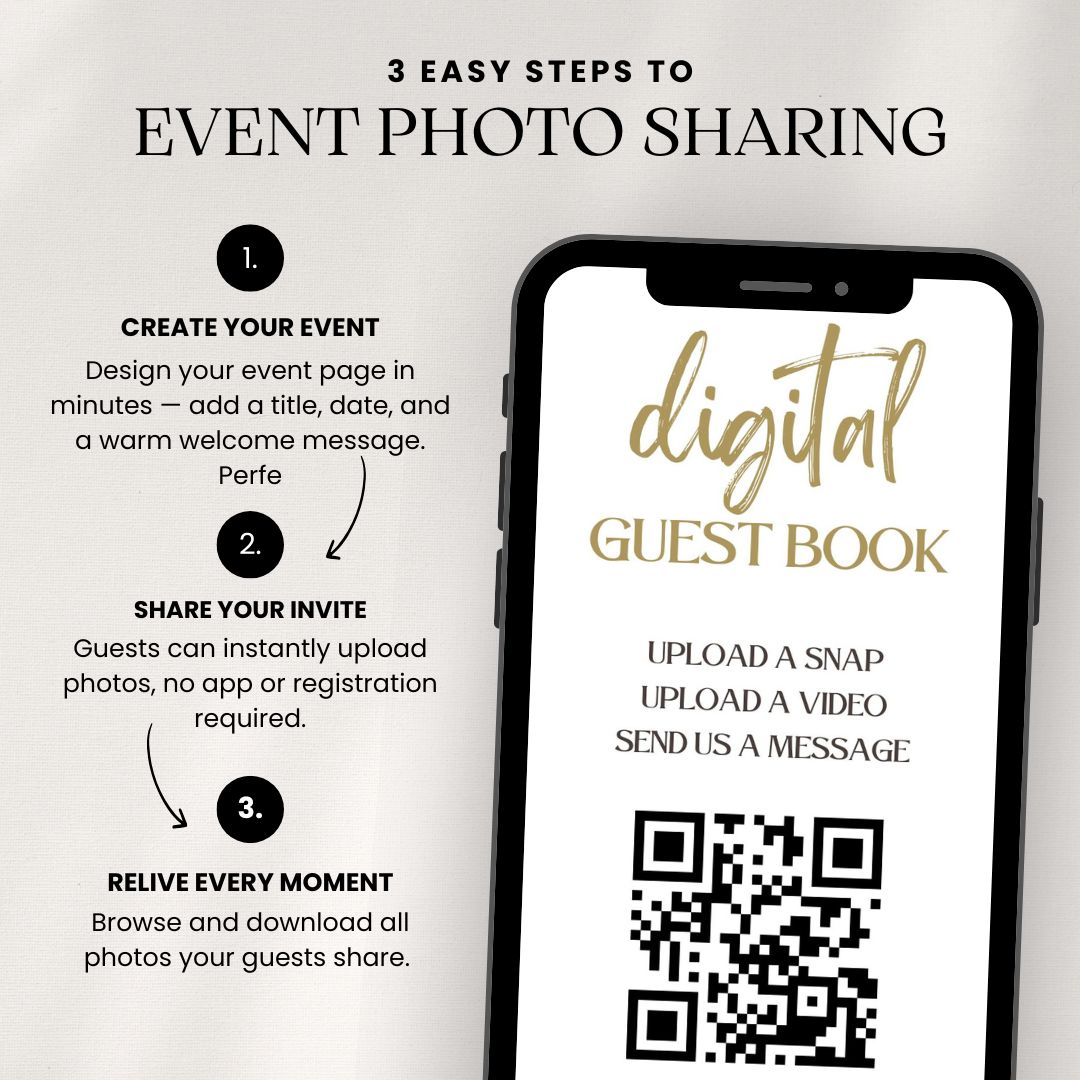 3 EASY STEPS TO
EVENT PHOTO SHARING
1.
CREATE YOUR EVENT
Design your event page in
minutes — add a title, date, and
a warm welcome message.
Perfe
2.
SHARE YOUR INVITE
Guests can instantly upload
photos, no app or registration
required.
3.
RELIVE EVERY MOMENT
Browse and download all
photos your guests share.
digital
GUEST BOOK
UPLOAD A SNAP
UPLOAD A VIDEO
SEND US A MESSAGE